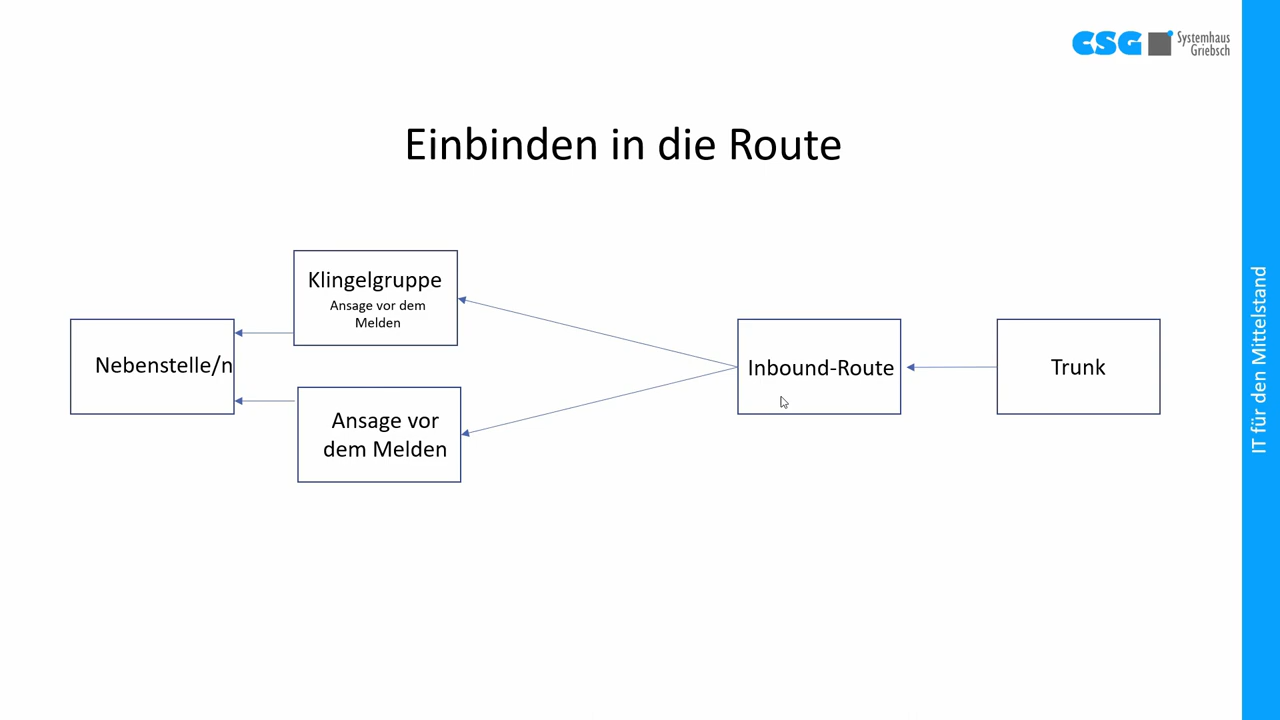 CSG Systemhaus
Griebsch
Einbinden in die Route
Klingelgruppe
Ansage vor dem
Melden
Nebenstelle/n
Ansage vor
dem Melden
Inbound-Route
Trunk
IT für den Mittelstand